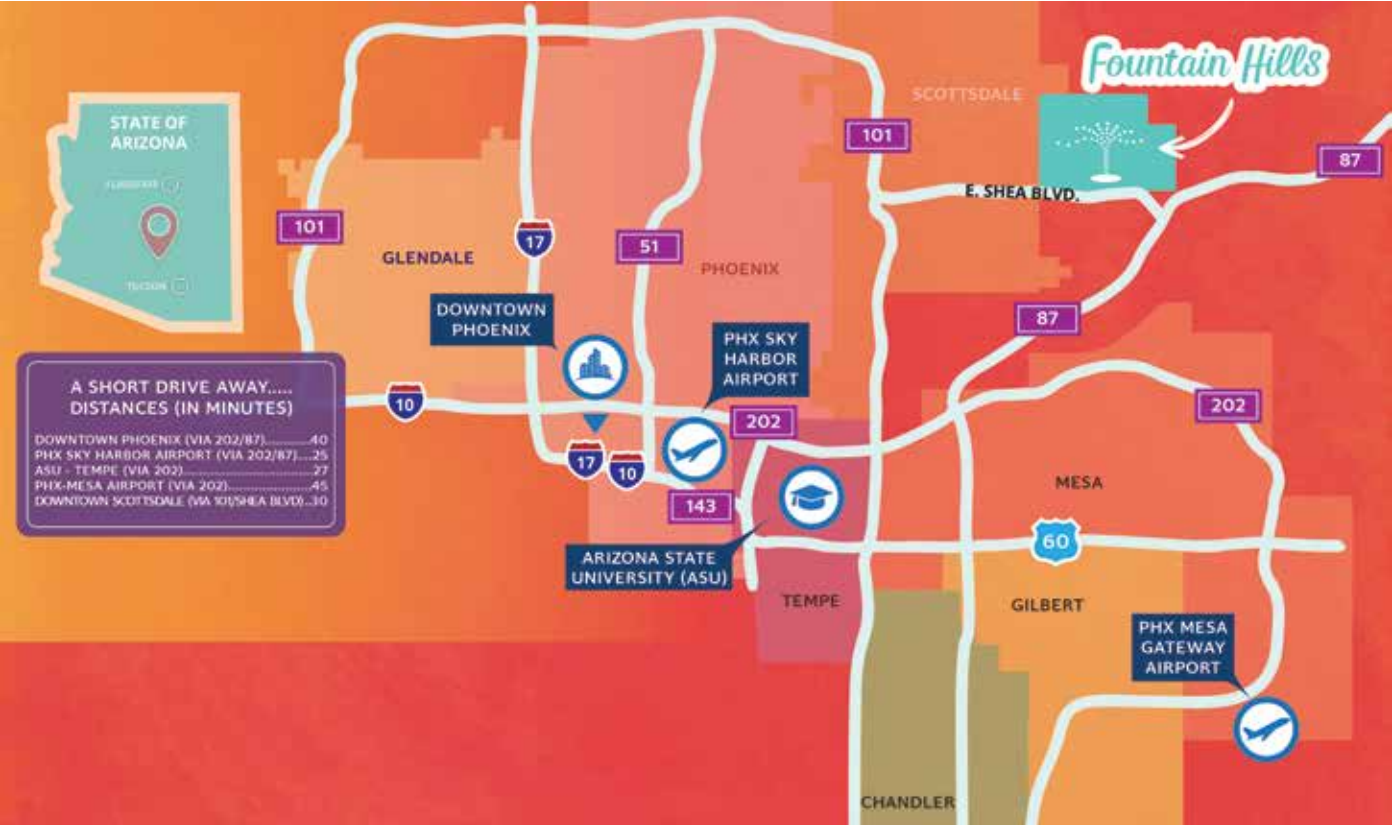 Fountain Hills
STATE OF
ARIZONA
FLAGSTAFF
TUCSON
SCOTTSDALE
101
87
E. SHEA BLVD.
101
17
51
GLENDALE
PHOENIX
DOWNTOWN
PHOENIX
87
PHX SKY
HARBOR
AIRPORT
A SHORT DRIVE AWAY.....
DISTANCES (IN MINUTES)
DOWNTOWN PHOENIX (VIA 202/87)..........40
PHX SKY HARBOR AIRPORT (VIA 202/87)...25
ASU - TEMPE (VIA 202)..........................27
PHX-MESA AIRPORT (VIA 202)..................45
DOWNTOWN SCOTTSDALE (VIA 101/SHEA BLVD)..30
10
202
202
17
10
143
MESA
60
ARIZONA STATE
UNIVERSITY (ASU)
TEMPE
GILBERT
PHX MESA
GATEWAY
AIRPORT
CHANDLER